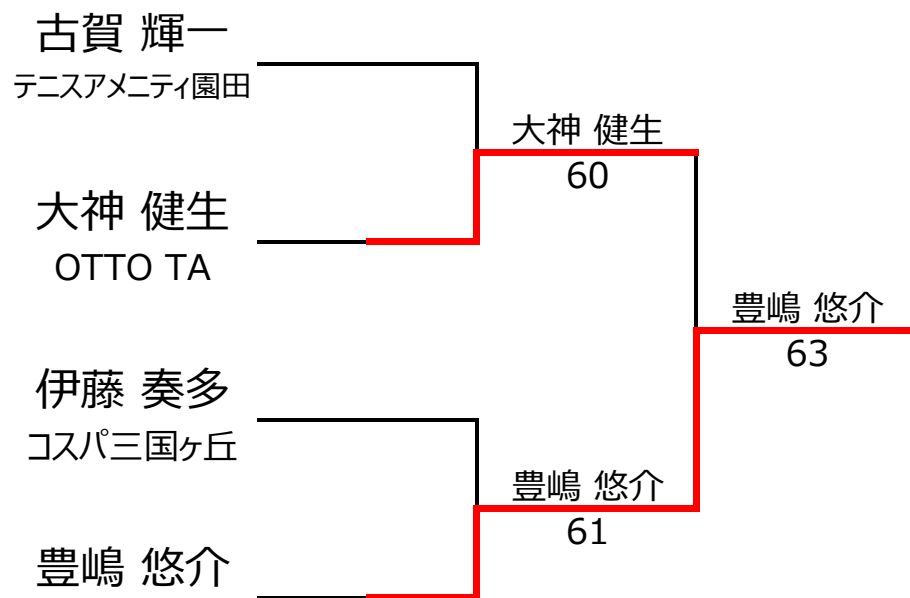 古賀 輝一
テニスアメニティ園田
大神 健生
60
大神 健生
OTTO TA
豊嶋 悠介
63
伊藤 奏多
コスパ三国ヶ丘
豊嶋 悠介
61
豊嶋 悠介